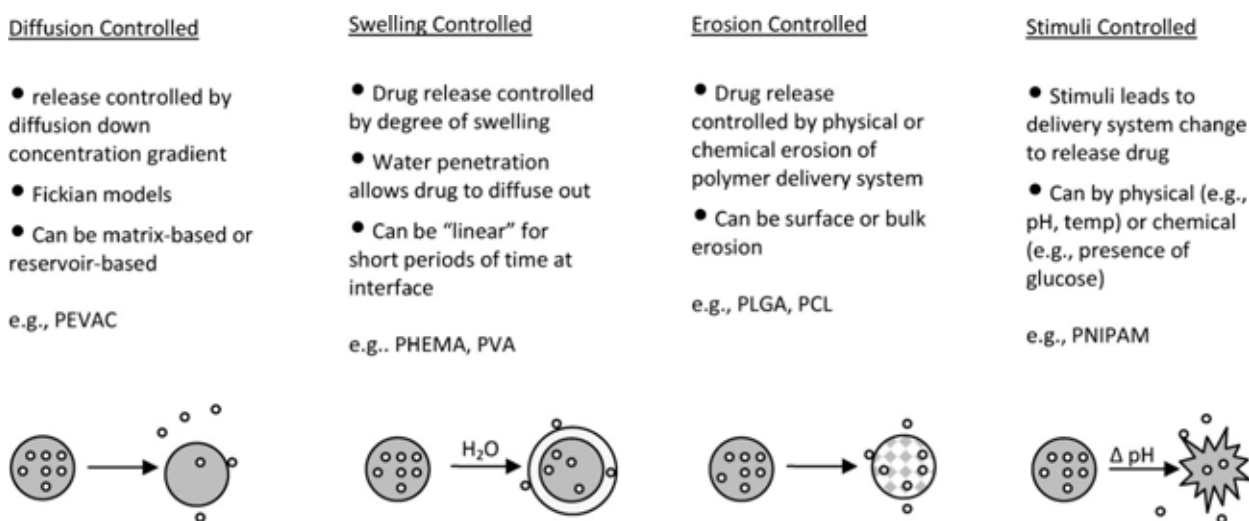 Diffusion Controlled
• release controlled by
diffusion down
concentration gradient
• Fickian models
• Can be matrix-based or
reservoir-based
e.g., PEVAC
Swelling Controlled
• Drug release controlled
by degree of swelling
• Water penetration
allows drug to diffuse out
• Can be “linear” for
short periods of time at
interface
e.g.. PHEMA, PVA
H₂O
Erosion Controlled
• Drug release
controlled by physical or
chemical erosion of
polymer delivery system
• Can be surface or bulk
erosion
e.g., PLGA, PCL
Stimuli Controlled
• Stimuli leads to
delivery system change
to release drug
• Can by physical (e.g.,
pH, temp) or chemical
(e.g., presence of
glucose)
e.g., PNIPAM
Δ pH